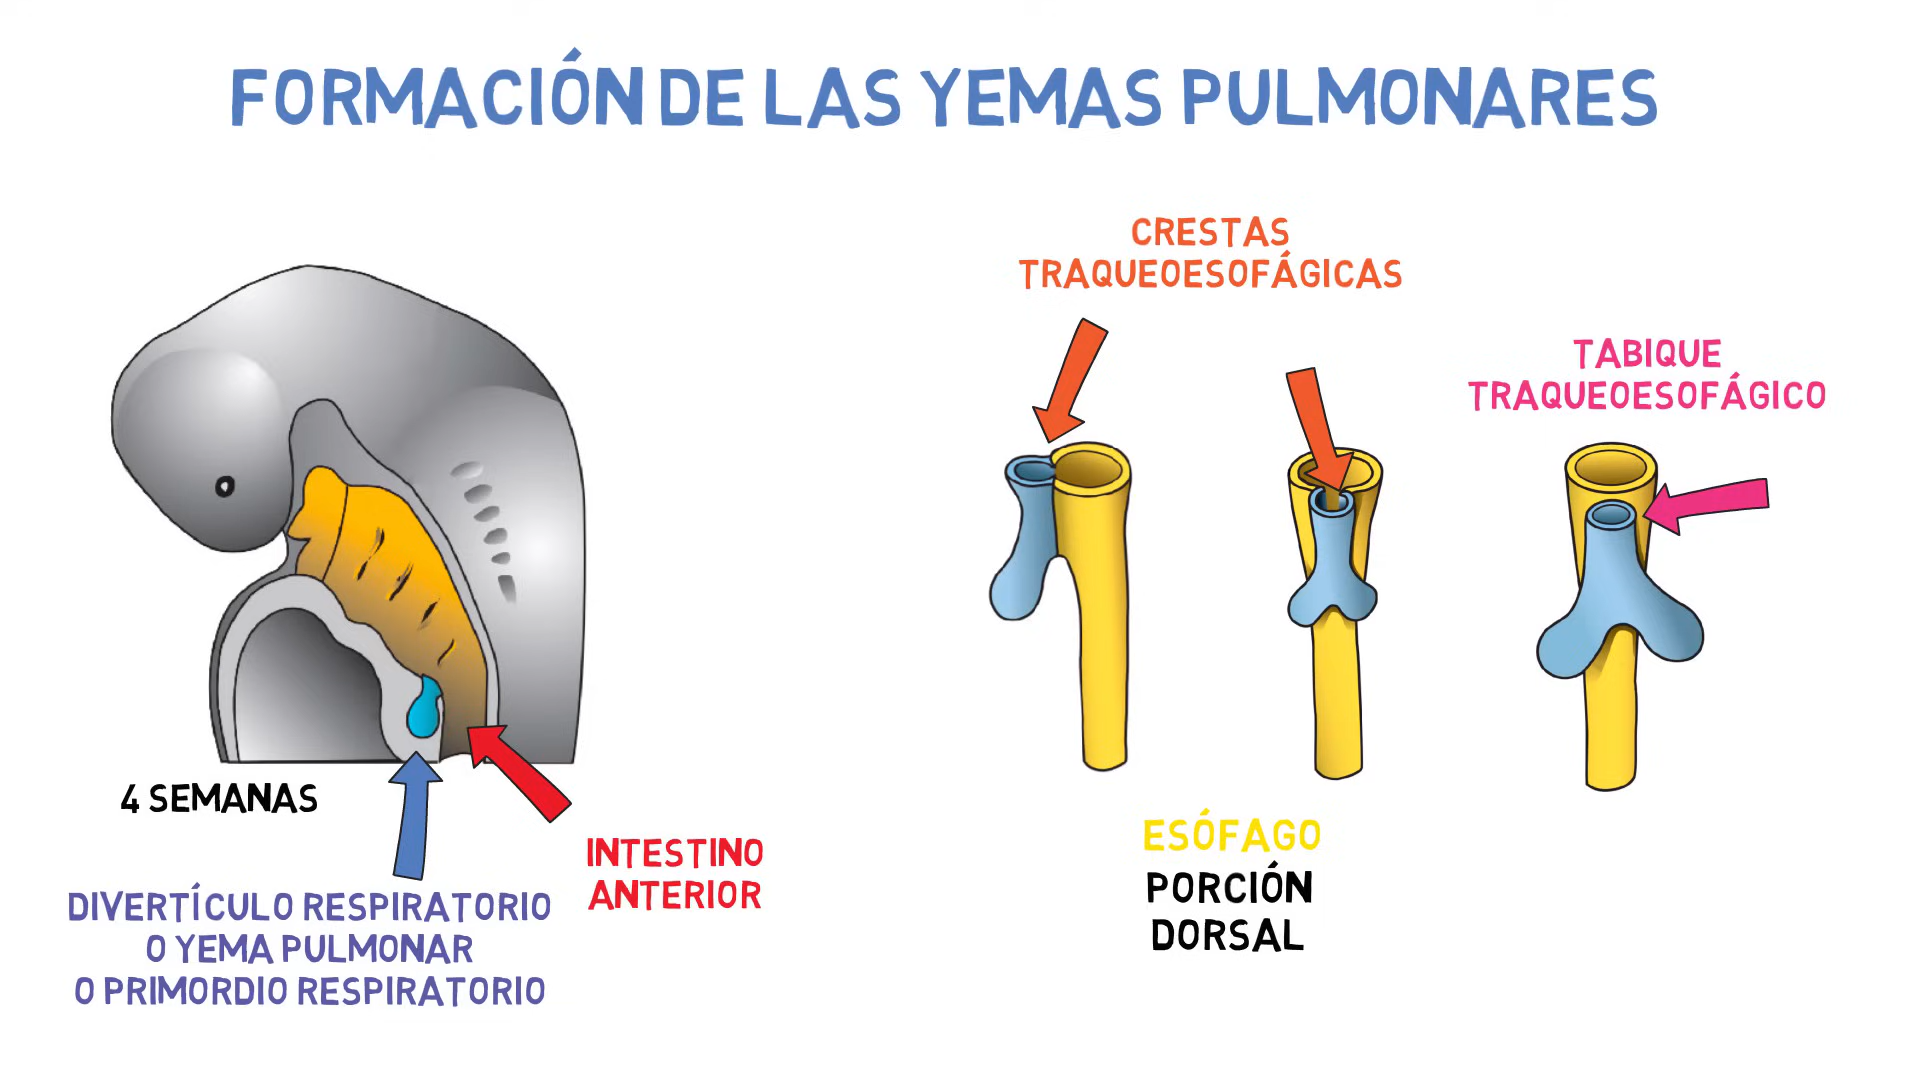 FORMACIÓN DE LAS YEMAS PULMONARES
CRESTAS
TRAQUEOESOFÁGICAS
TABIQUE
TRAQUEOESOFÁGICO
4 SEMANAS
INTESTINO
ANTERIOR
DIVERTÍCULO RESPIRATORIO
O YEMA PULMONAR
O PRIMORDIO RESPIRATORIO
ESÓFAGO
PORCIÓN
DORSAL